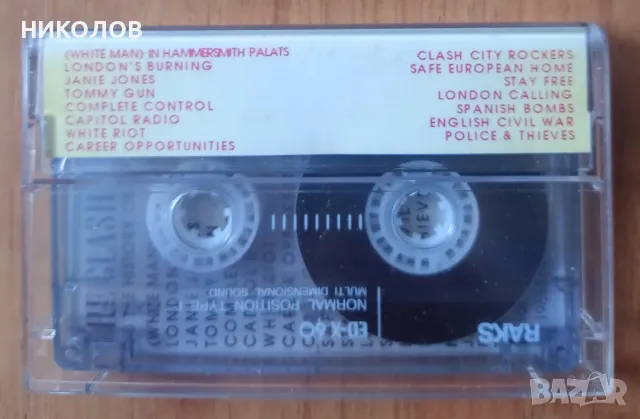 НИКОЛОВ
(WHITE MAN) IN HAMMERSMITH PALATS
LONDON'S BURNING
JANIE JONES
TOMMY GUN
COMPLETE CONTROL
CAPITOL RADIO
WHITE RIOT
CAREER OPPORTUNITIES
CLASH CITY ROCKERS
SAFE EUROPEAN HOME
STAY FREE
LONDON CALLING
SPANISH BOMBS
ENGLISH CIVIL WAR
POLICE & THIEVES
RAKS
ED-X 60
NORMAL POSITION TYPE I
MULTI DIMENSIONAL SOUND
BAZAR